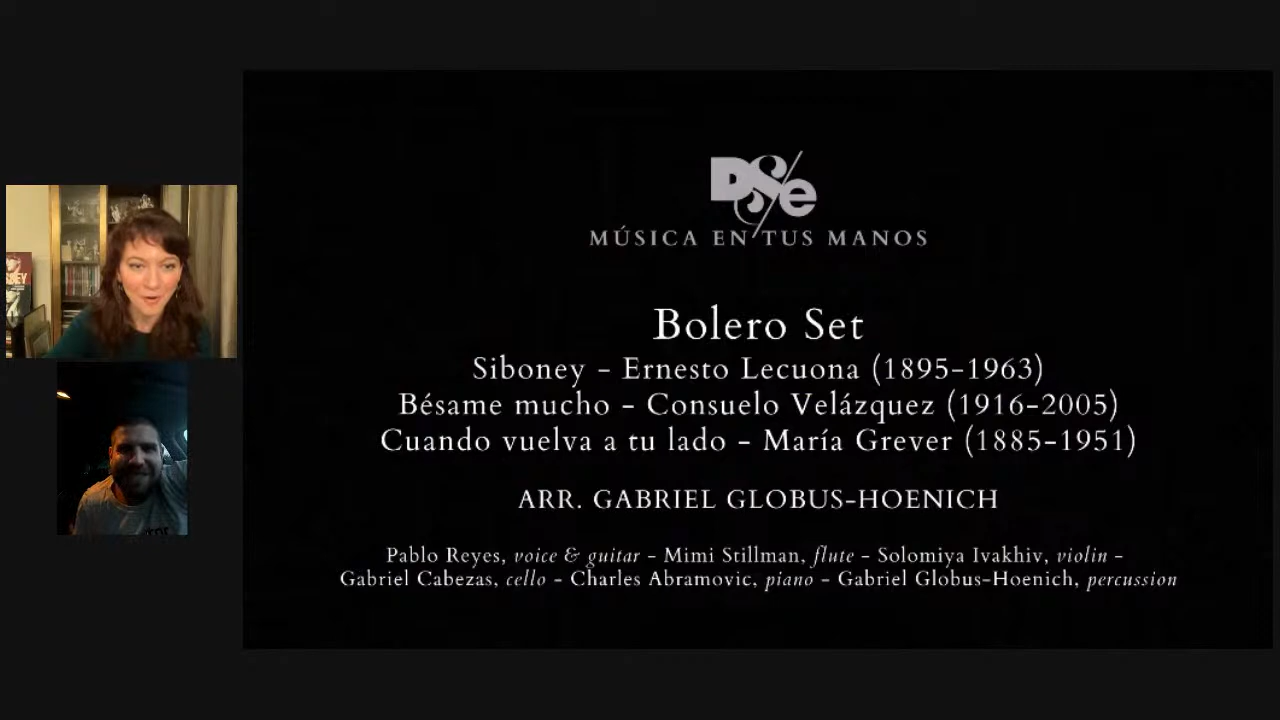 DSe
MÚSICA EN TUS MANOS
Bolero Set
Siboney - Ernesto Lecuona (1895-1963)
Bésame mucho - Consuelo Velázquez (1916-2005)
Cuando vuelva a tu lado - María Grever (1885-1951)
ARR. GABRIEL GLOBUS-HOENICH
Pablo Reyes, voice & guitar - Mimi Stillman, flute - Solomiya Ivakhiv, violin -
Gabriel Cabezas, cello - Charles Abramovic, piano - Gabriel Globus-Hoenich, percussion